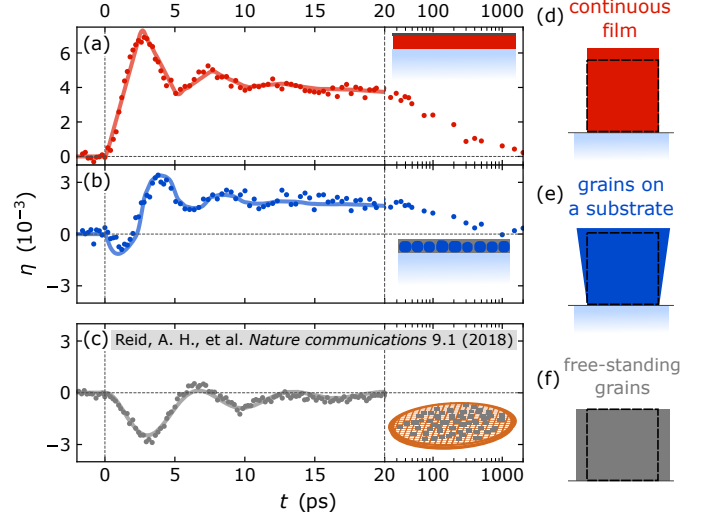 0 5 10 15 20 100 1000
(a)
6
4
2
0
(b)
3
0
−3
η (10⁻³)
(c) Reid, A. H., et al. Nature communications 9.1 (2018)
3
0
−3
0 5 10 15 20 100 1000
t (ps)
(d) continuous
film
(e)
grains on
a substrate
(f) free-standing
grains